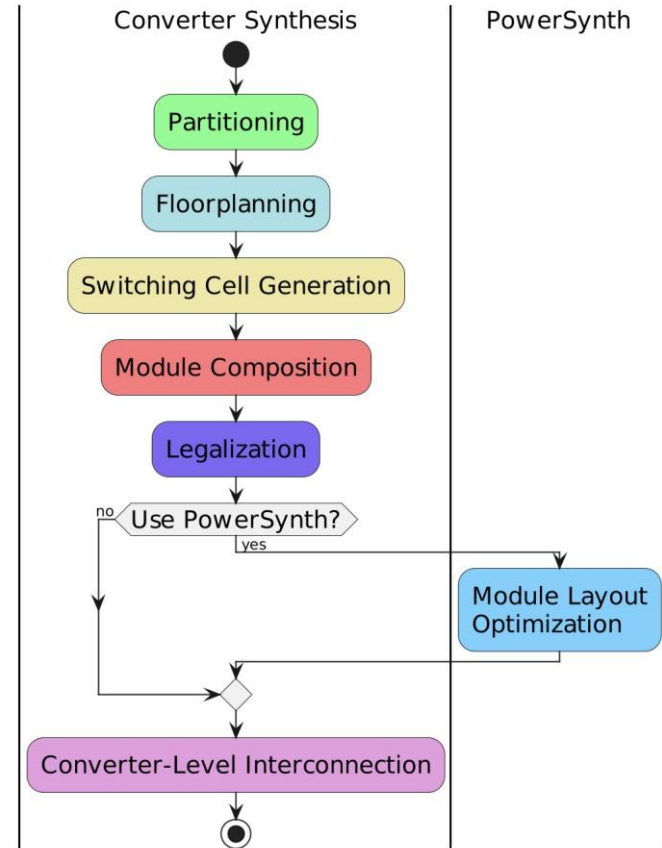 Converter Synthesis
PowerSynth
Partitioning
Floorplanning
Switching Cell Generation
Module Composition
Legalization
no
Use PowerSynth?
yes
Module Layout
Optimization
Converter-Level Interconnection